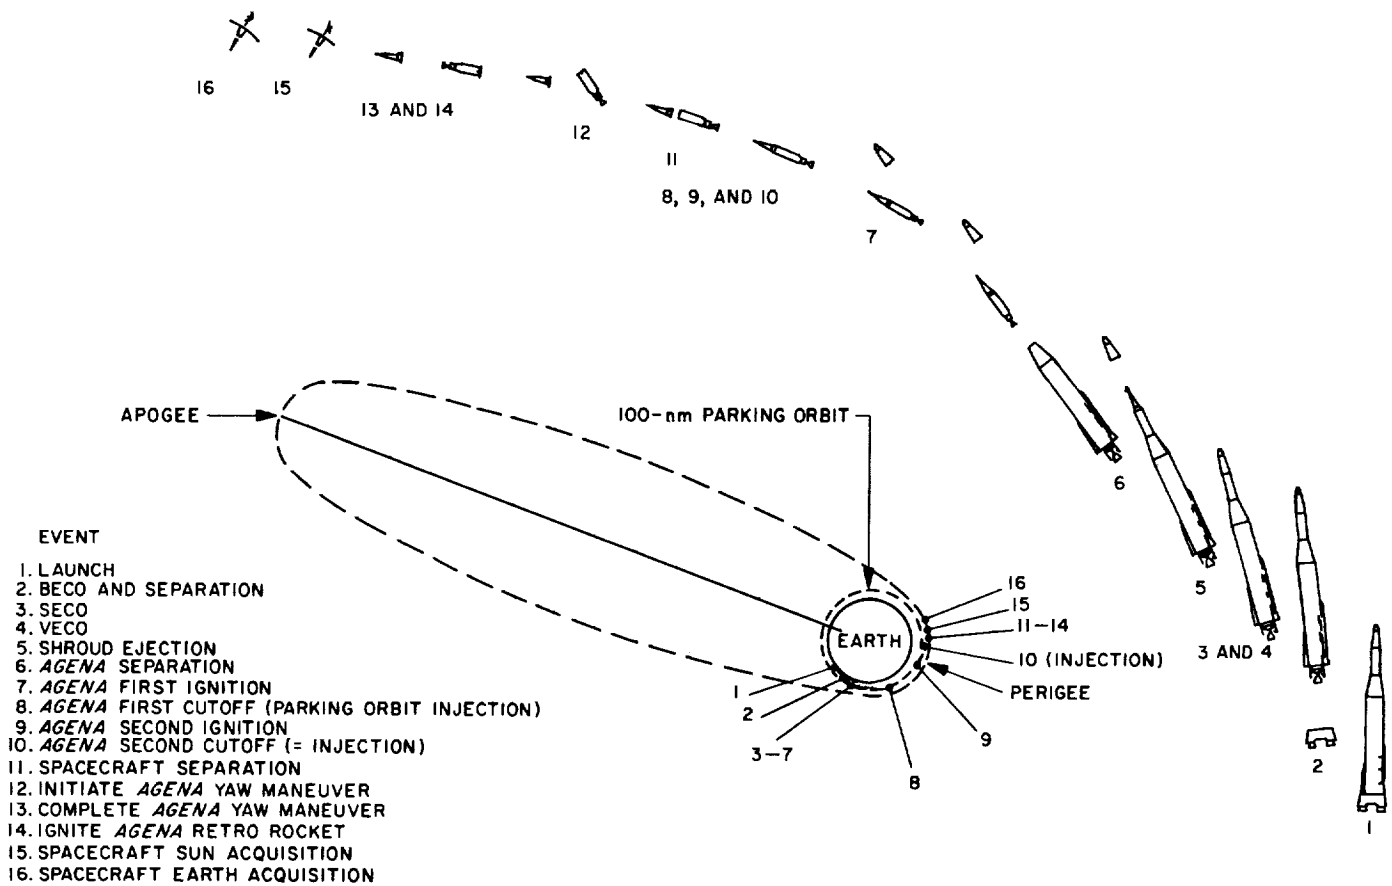 16
15
13 AND 14
12
11
8, 9, AND 10
7
6
5
3 AND 4
2
1
APOGEE
100-nm PARKING ORBIT
EARTH
16
15
11-14
10 (INJECTION)
PERIGEE
9
8
3-7
2
1
EVENT
1. LAUNCH
2. BECO AND SEPARATION
3. SECO
4. VECO
5. SHROUD EJECTION
6. AGENA SEPARATION
7. AGENA FIRST IGNITION
8. AGENA FIRST CUTOFF (PARKING ORBIT INJECTION)
9. AGENA SECOND IGNITION
10. AGENA SECOND CUTOFF (= INJECTION)
11. SPACECRAFT SEPARATION
12. INITIATE AGENA YAW MANEUVER
13. COMPLETE AGENA YAW MANEUVER
14. IGNITE AGENA RETRO ROCKET
15. SPACECRAFT SUN ACQUISITION
16. SPACECRAFT EARTH ACQUISITION